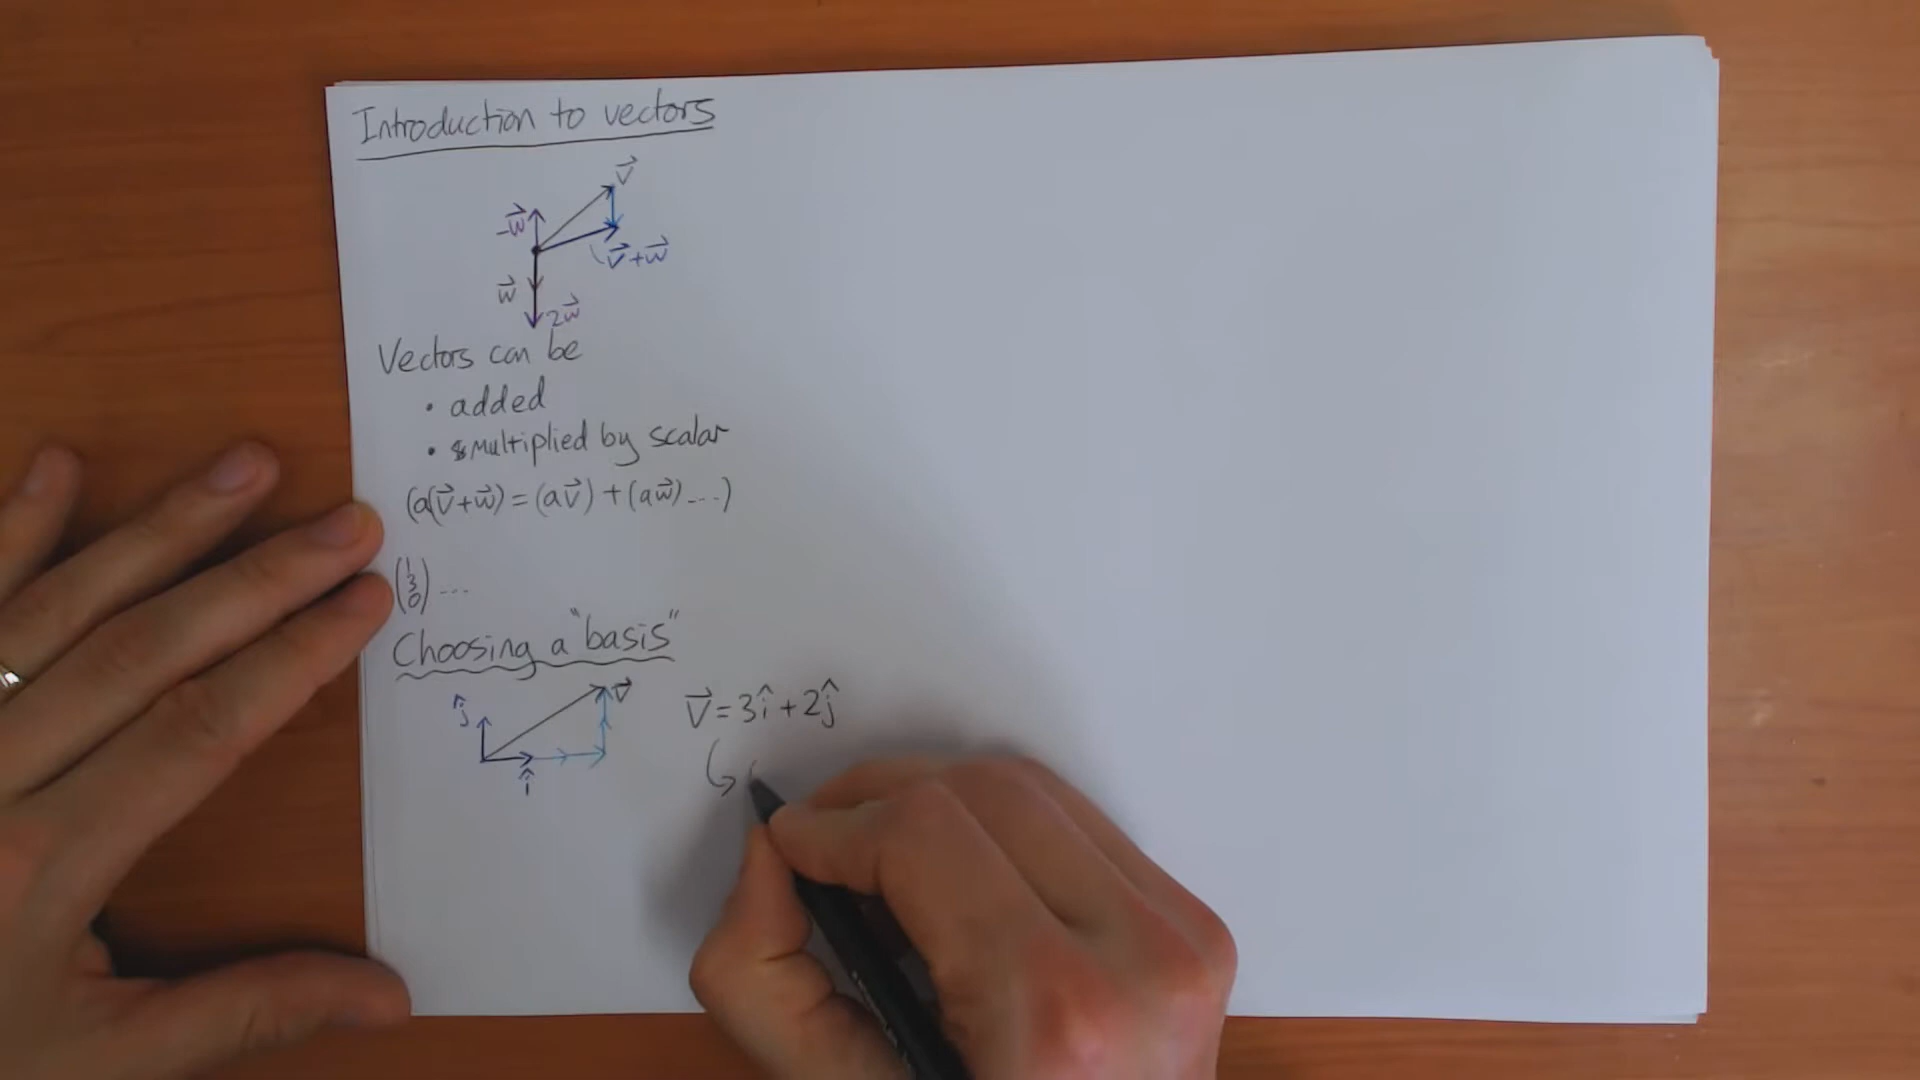 Introduction to vectors
v⃗
-w⃗
v⃗+w⃗
w⃗
2w⃗
Vectors can be
• added
• multiplied by scalar
(a(v⃗+w⃗)=(av⃗)+(aw⃗)...)
(1
3
0) ...
Choosing a "basis"
ĵ
v⃗
v⃗=3î+2ĵ
î